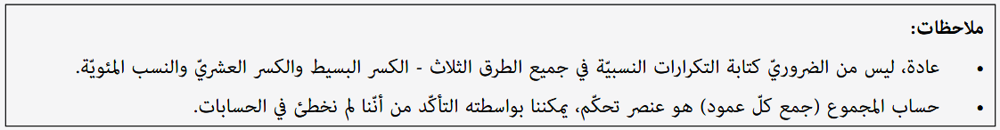 ملاحظات:
• عادة، ليس من الضروريّ كتابة التكرارات النسبيّة في جميع الطرق الثلاث - الكسر البسيط والكسر العشريّ والنسب المئويّة.
• حساب المجموع (جمع كلّ عمود) هو عنصر تحكّم، يمكننا بواسطته التأكّد من أنّنا لم نخطئ في الحسابات.